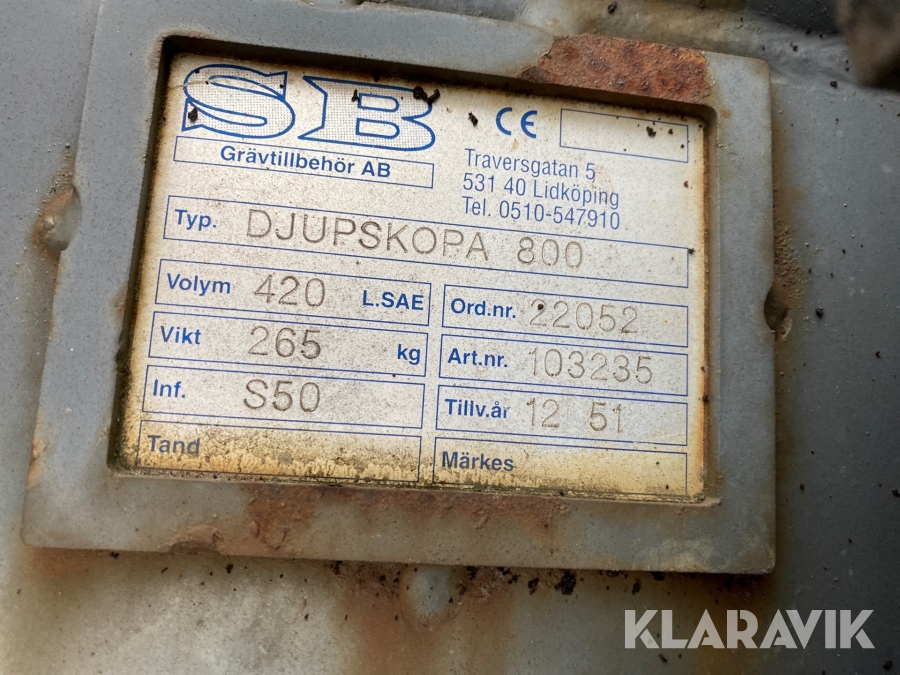 SB
Grävtillbehör AB
CE
Traversgatan 5
531 40 Lidköping
Tel. 0510-547910
Typ. DJUPSKOPA 800
Volym 420 L.SAE
Vikt 265 kg
Inf. S50
Tand
Ord.nr. 22052
Art.nr. 103235
Tillv.år 12 51
Märkes
KLARAVIK